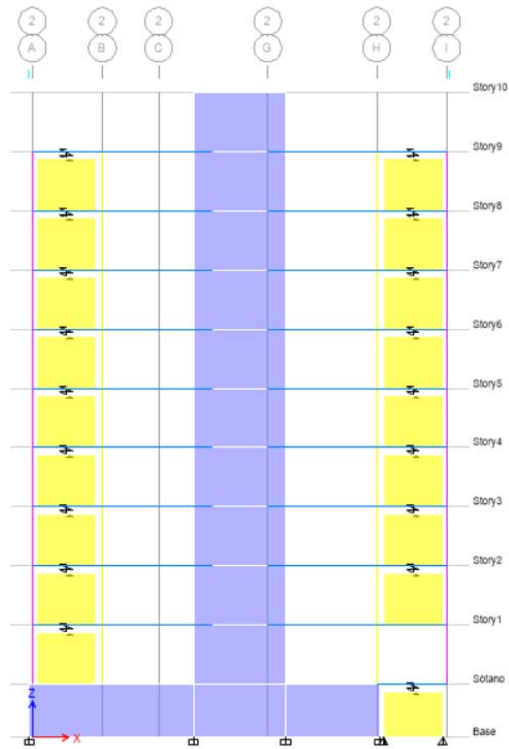 2 2 2 2 2 2
A B C G H I
Story10
Story9
Story8
Story7
Story6
Story5
Story4
Story3
Story2
Story1
Sotano
Z
X
Base